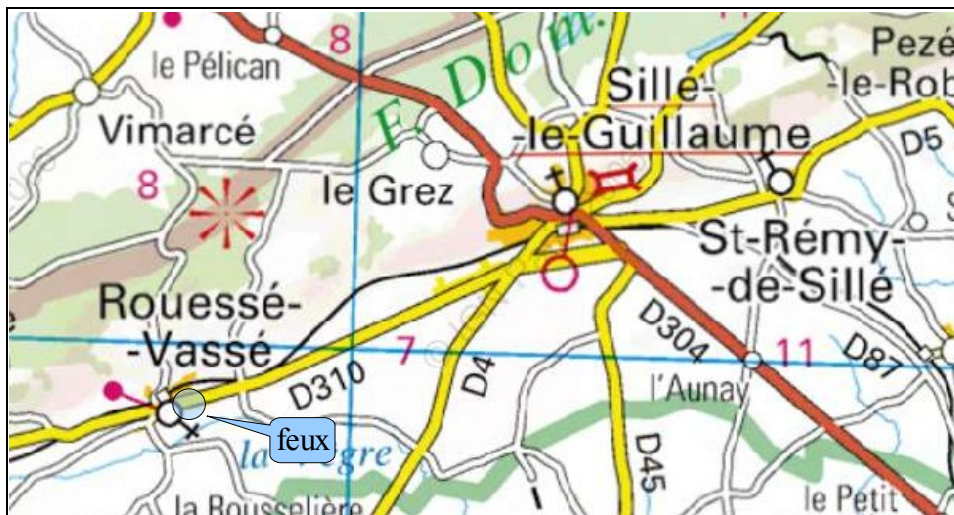 8
le Pélican
Pezé-
-le-Rob
Sillé-
-le-Guillaume
F. Dom.
Vimarcé
D5
8
le Grez
St-Rémy-
-de-Sillé
Rouessé-
-Vassé
7
D304
11
D87
D310
D4
l'Aunay
feux
la Vègre
D45
la Rousselière
le Petit